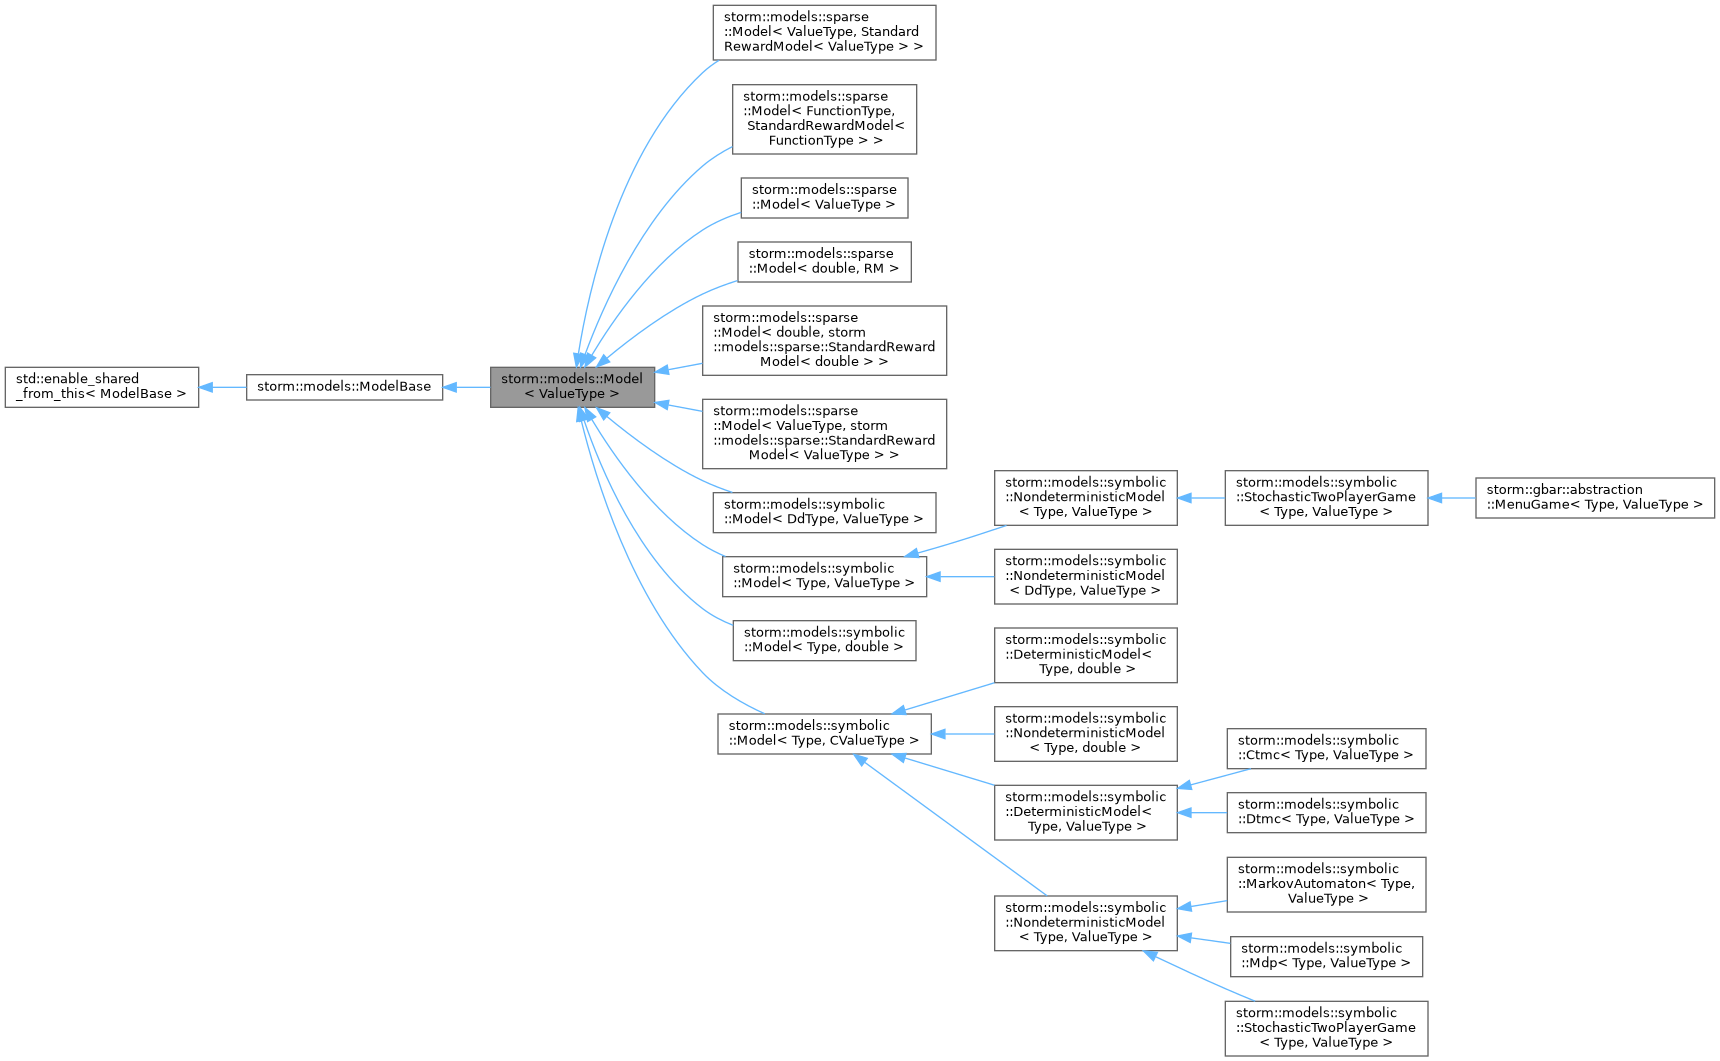 storm::models::sparse
::Model< ValueType, Standard
RewardModel< ValueType > >
storm::models::sparse
::Model< FunctionType,
StandardRewardModel<
FunctionType > >
storm::models::sparse
::Model< ValueType >
storm::models::sparse
::Model< double, RM >
storm::models::sparse
::Model< double, storm
::models::sparse::StandardReward
Model< double > >
std::enable_shared
_from_this< ModelBase >
storm::models::ModelBase
storm::models::Model
< ValueType >
storm::models::sparse
::Model< ValueType, storm
::models::sparse::StandardReward
Model< ValueType > >
storm::models::symbolic
::Model< DdType, ValueType >
storm::models::symbolic
::NondeterministicModel
< Type, ValueType >
storm::models::symbolic
::StochasticTwoPlayerGame
< Type, ValueType >
storm::gbar::abstraction
::MenuGame< Type, ValueType >
storm::models::symbolic
::Model< Type, ValueType >
storm::models::symbolic
::NondeterministicModel
< DdType, ValueType >
storm::models::symbolic
::Model< Type, double >
storm::models::symbolic
::DeterministicModel<
Type, double >
storm::models::symbolic
::Model< Type, CValueType >
storm::models::symbolic
::NondeterministicModel
< Type, double >
storm::models::symbolic
::DeterministicModel<
Type, ValueType >
storm::models::symbolic
::Ctmc< Type, ValueType >
storm::models::symbolic
::Dtmc< Type, ValueType >
storm::models::symbolic
::NondeterministicModel
< Type, ValueType >
storm::models::symbolic
::MarkovAutomaton< Type,
ValueType >
storm::models::symbolic
::Mdp< Type, ValueType >
storm::models::symbolic
::StochasticTwoPlayerGame
< Type, ValueType >